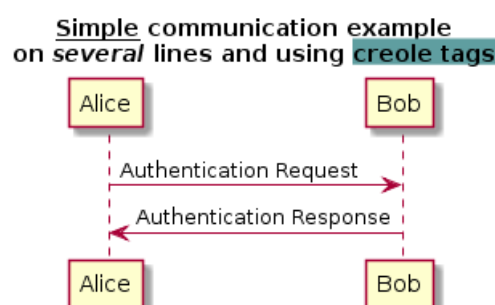 Simple communication example
on several lines and using creole tags
Alice Bob
Authentication Request
Authentication Response
Alice Bob